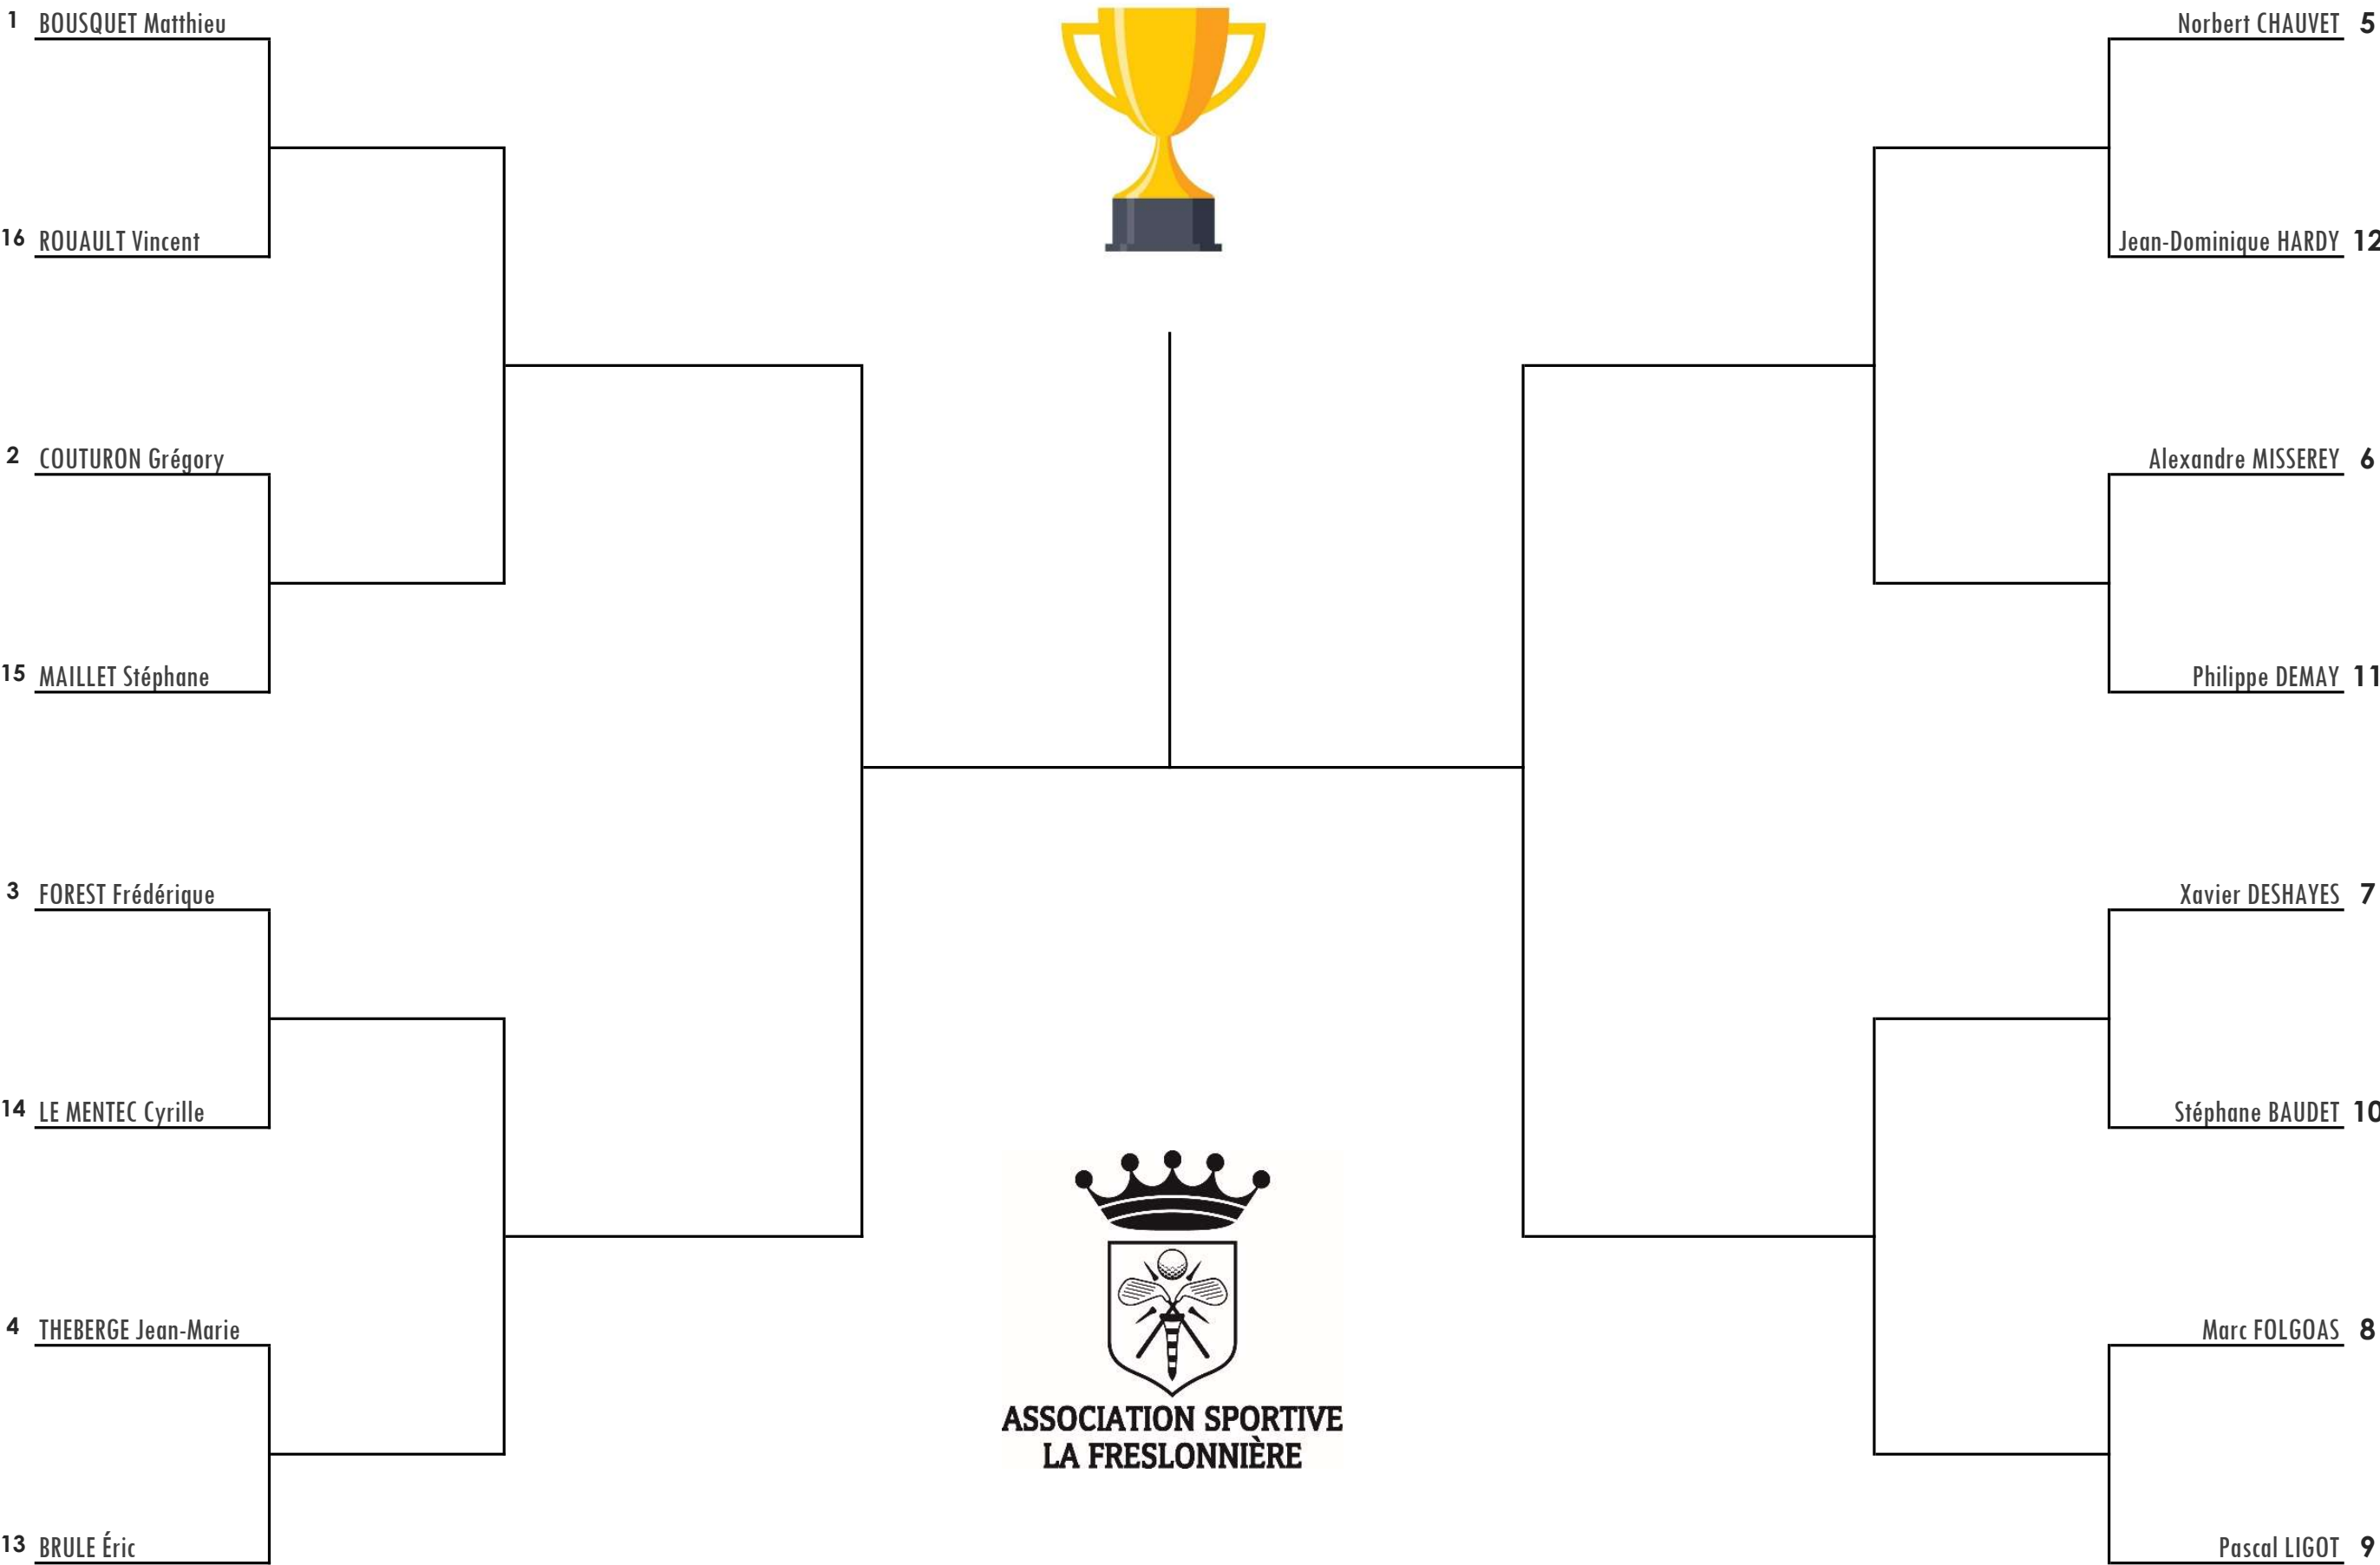 1 BOUSQUET Matthieu
16 ROUAULT Vincent
2 COUTURON Grégory
15 MAILLET Stéphane
3 FOREST Frédérique
14 LE MENTEC Cyrille
4 THEBERGE Jean-Marie
13 BRULE Éric
Norbert CHAUVET 5
Jean-Dominique HARDY 12
Alexandre MISSEREY 6
Philippe DEMAY 11
Xavier DESHAYES 7
Stéphane BAUDET 10
Marc FOLGOAS 8
Pascal LIGOT 9
ASSOCIATION SPORTIVE
LA FRESLONNIÈRE